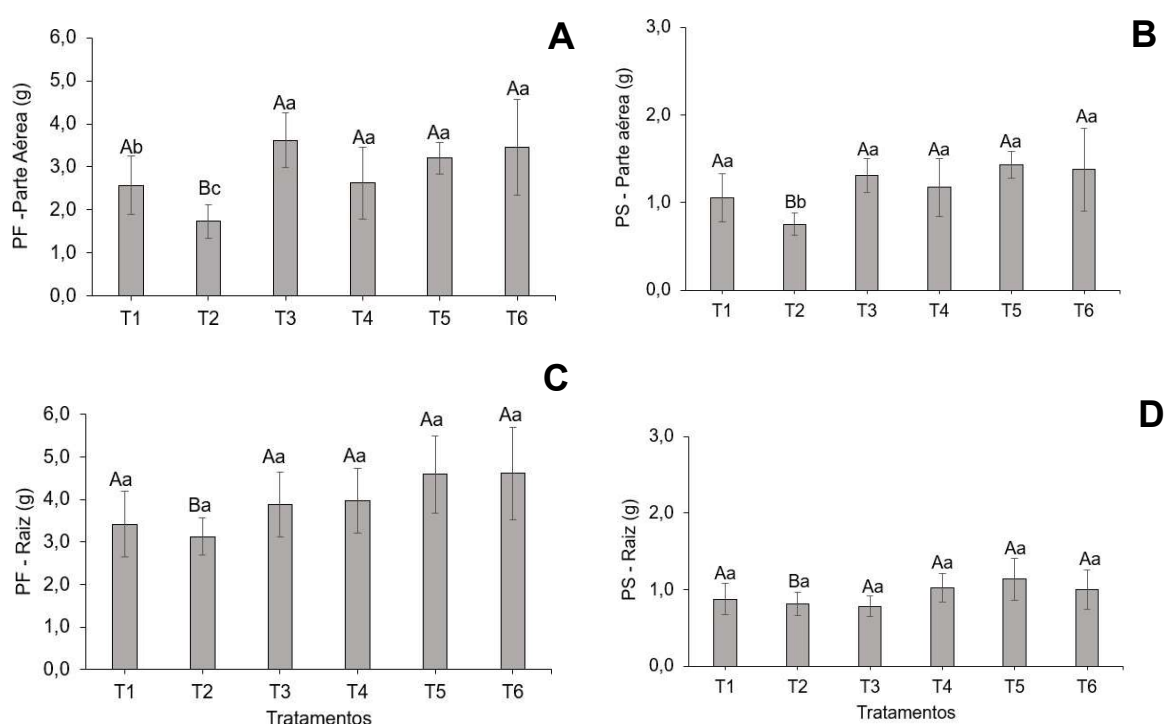 A
PF -Parte Aérea (g)
6,0
5,0
4,0
3,0
2,0
1,0
0,0
Ab
Bc
Aa
Aa
Aa
Aa
T1 T2 T3 T4 T5 T6
B
PS - Parte aérea (g)
3,0
2,0
1,0
0,0
Aa
Bb
Aa
Aa
Aa
Aa
T1 T2 T3 T4 T5 T6
C
PF - Raiz (g)
6,0
5,0
4,0
3,0
2,0
1,0
0,0
Aa
Ba
Aa
Aa
Aa
Aa
T1 T2 T3 T4 T5 T6
Tratamentos
D
PS - Raiz (g)
3,0
2,0
1,0
0,0
Aa
Ba
Aa
Aa
Aa
Aa
T1 T2 T3 T4 T5 T6
Tratamentos